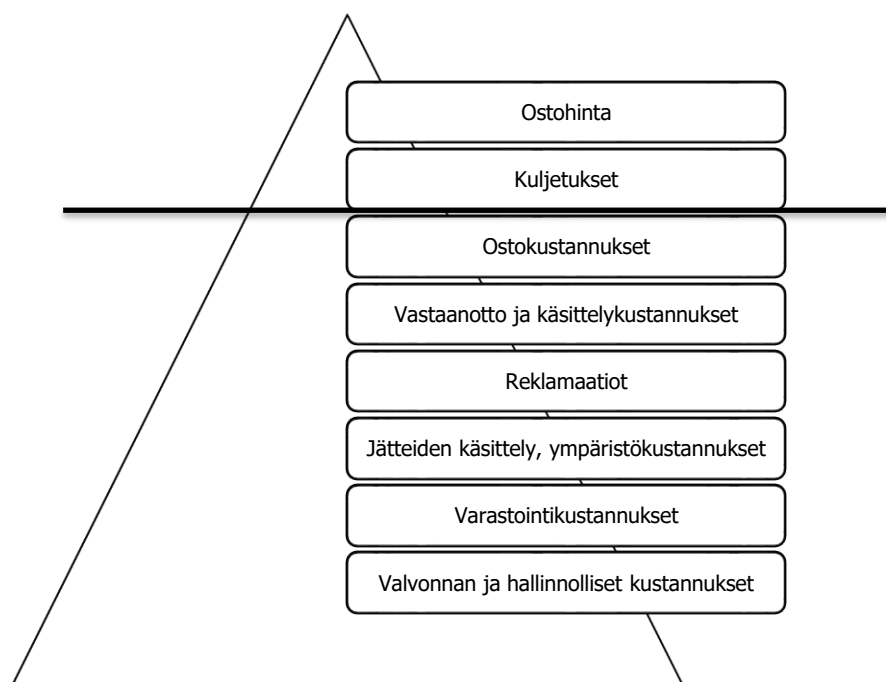 Ostohinta
Kuljetukset
Ostokustannukset
Vastaanotto ja käsittelykustannukset
Reklamaatiot
Jätteiden käsittely, ympäristökustannukset
Varastointikustannukset
Valvonnan ja hallinnolliset kustannukset